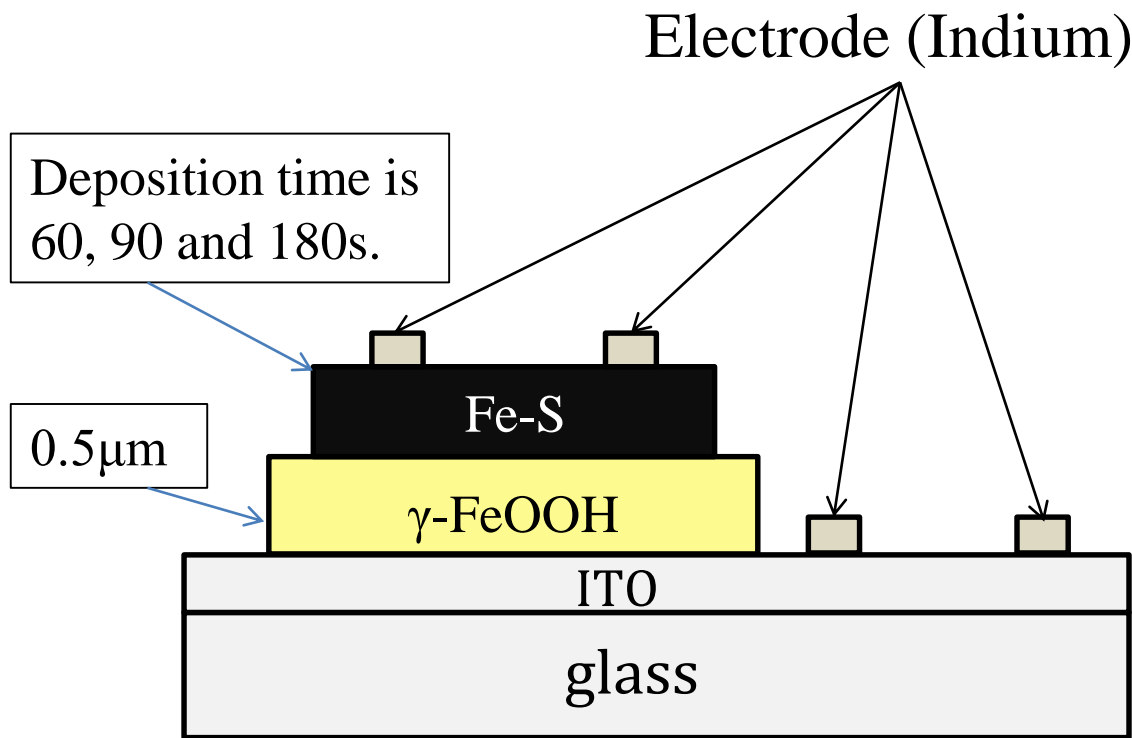 Electrode (Indium)
Deposition time is
60, 90 and 180s.
Fe-S
0.5μm
γ-FeOOH
ITO
glass